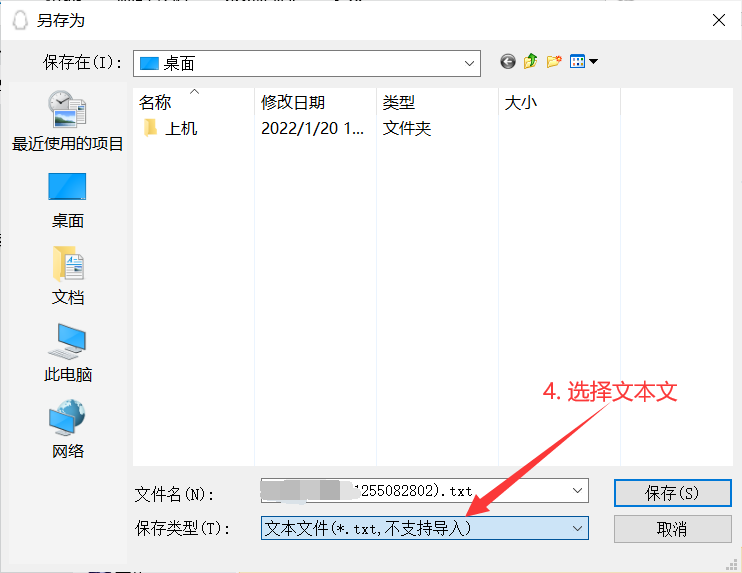 另存为
保存在(I):
桌面
名称
修改日期
类型
大小
上机
2022/1/20 1...
文件夹
最近使用的项目
桌面
文档
此电脑
网络
4. 选择文本文
文件名(N):
1255082802).txt
保存(S)
保存类型(T):
文本文件(*.txt,不支持导入)
取消